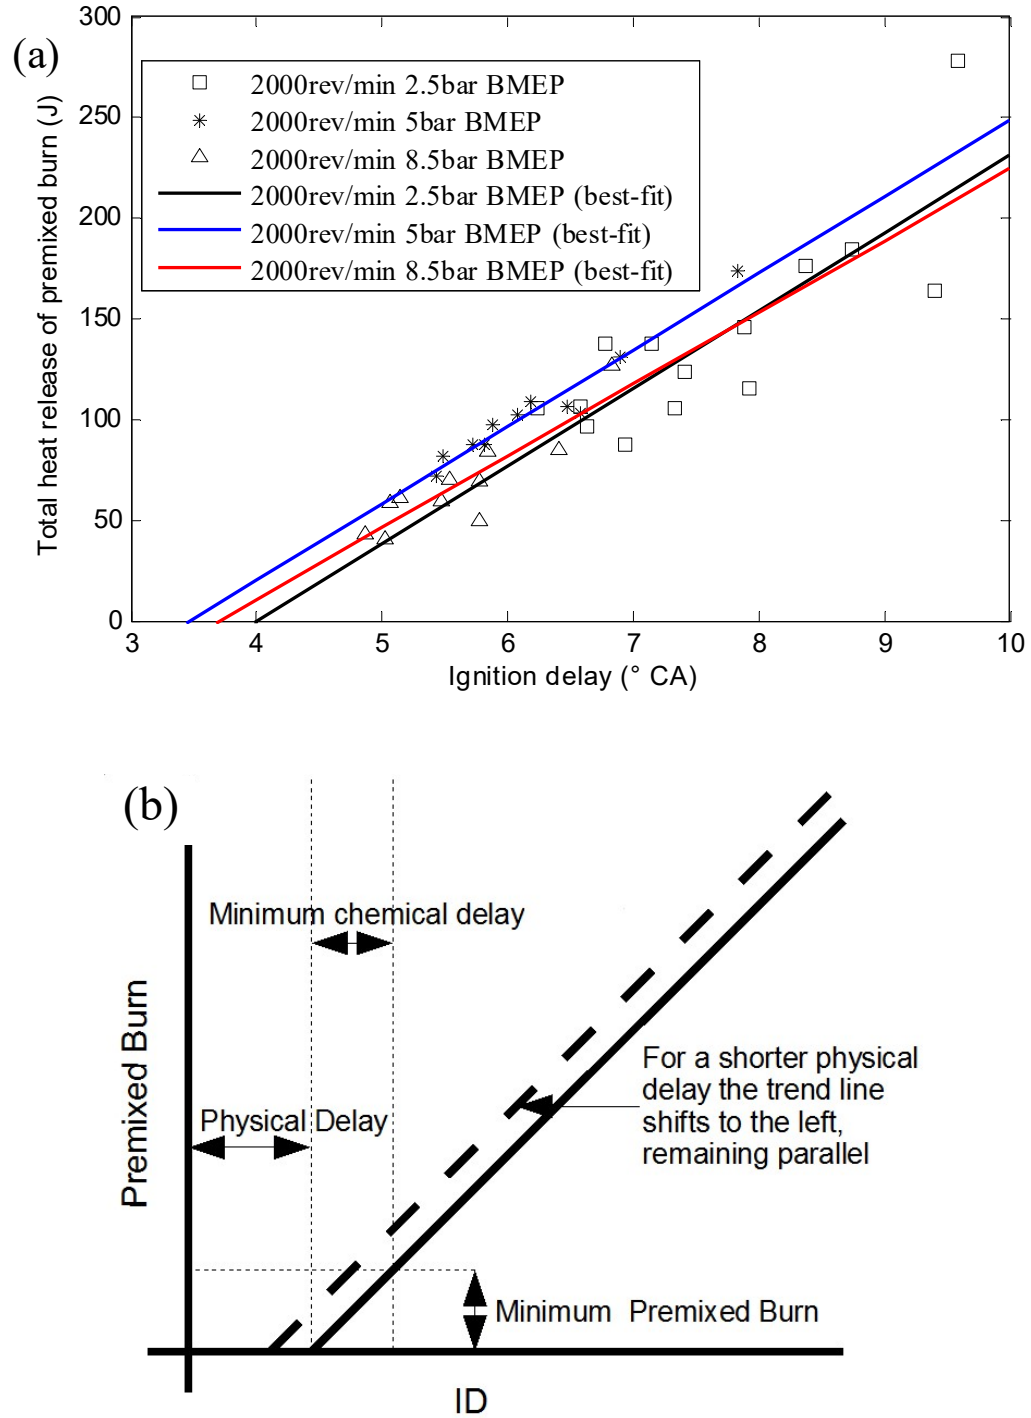 (a)
300
250
200
150
100
50
0
Total heat release of premixed burn (J)
2000rev/min 2.5bar BMEP
2000rev/min 5bar BMEP
2000rev/min 8.5bar BMEP
2000rev/min 2.5bar BMEP (best-fit)
2000rev/min 5bar BMEP (best-fit)
2000rev/min 8.5bar BMEP (best-fit)
3 4 5 6 7 8 9 10
Ignition delay (° CA)
(b)
Minimum chemical delay
Premixed Burn
Physical Delay
For a shorter physical
delay the trend line
shifts to the left,
remaining parallel
Minimum Premixed Burn
ID